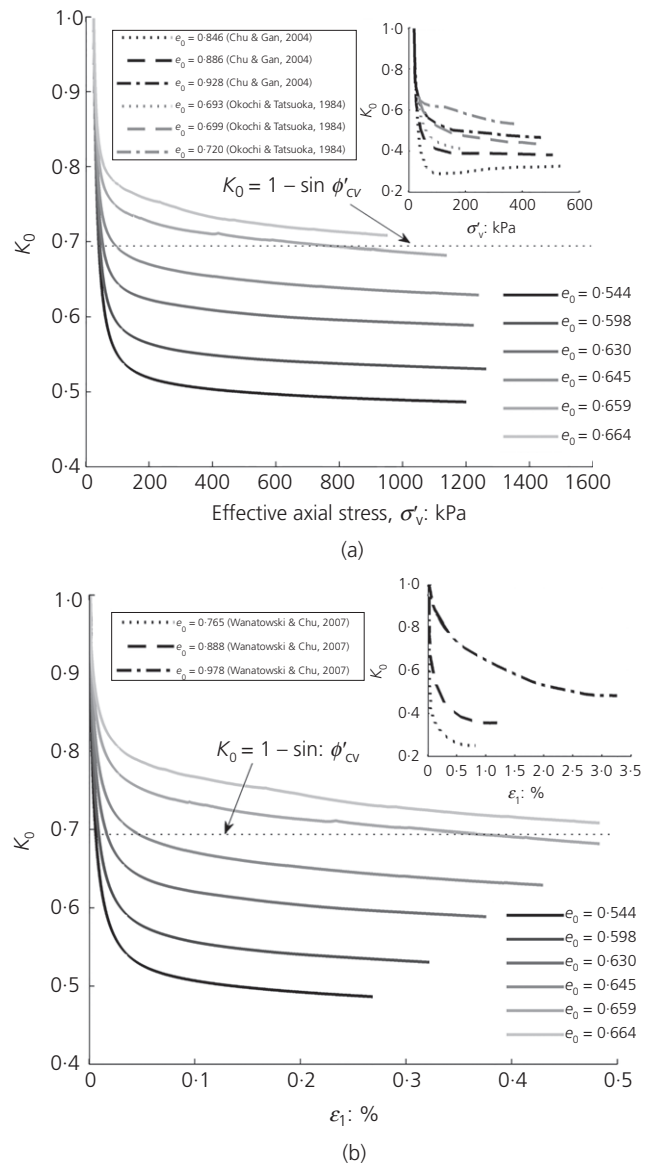 1·0
0·9
0·8
0·7
0·6
0·5
0·4
K₀
e₀ = 0·846 (Chu & Gan, 2004)
e₀ = 0·886 (Chu & Gan, 2004)
e₀ = 0·928 (Chu & Gan, 2004)
e₀ = 0·693 (Okochi & Tatsuoka, 1984)
e₀ = 0·699 (Okochi & Tatsuoka, 1984)
e₀ = 0·720 (Okochi & Tatsuoka, 1984)
1·0
0·8
0·6
0·4
0·2
K₀
0 200 400 600
σ′ᵥ: kPa
K₀ = 1 – sin ϕ′cv
e₀ = 0·544
e₀ = 0·598
e₀ = 0·630
e₀ = 0·645
e₀ = 0·659
e₀ = 0·664
0 200 400 600 800 1000 1200 1400 1600
Effective axial stress, σ′ᵥ: kPa
(a)
1·0
0·9
0·8
0·7
0·6
0·5
0·4
K₀
e₀ = 0·765 (Wanatowski & Chu, 2007)
e₀ = 0·888 (Wanatowski & Chu, 2007)
e₀ = 0·978 (Wanatowski & Chu, 2007)
1·0
0·8
0·6
0·4
0·2
K₀
0 0·5 1·0 1·5 2·0 2·5 3·0 3·5
ε₁: %
K₀ = 1 – sin: ϕ′cv
e₀ = 0·544
e₀ = 0·598
e₀ = 0·630
e₀ = 0·645
e₀ = 0·659
e₀ = 0·664
0 0·1 0·2 0·3 0·4 0·5
ε₁: %
(b)